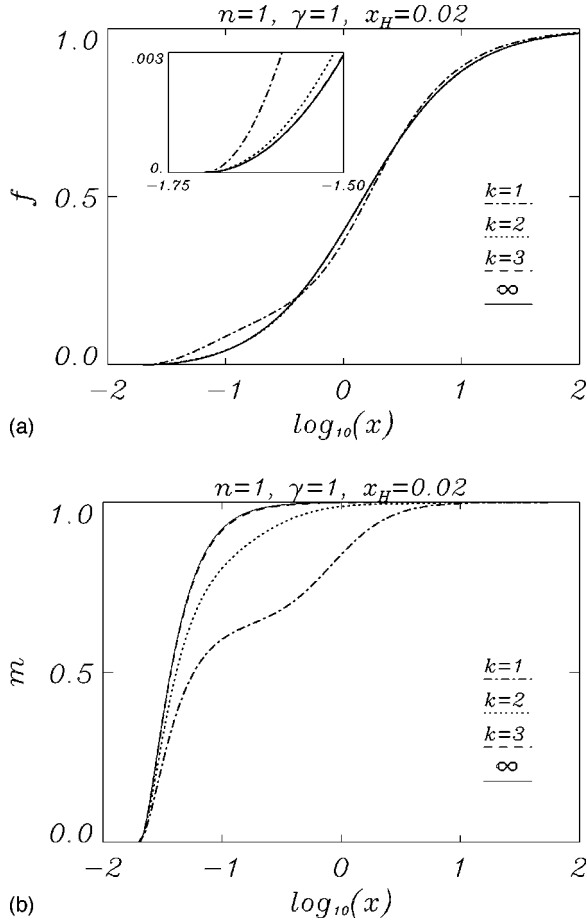 n=1, γ=1, x_H=0.02
1.0
0.5
0.0
f
.003
0.
-1.75
-1.50
k=1
k=2
k=3
∞
-2
-1
0
1
2
log₁₀(x)
(a)
n=1, γ=1, x_H=0.02
1.0
0.5
0.0
m
k=1
k=2
k=3
∞
-2
-1
0
1
2
log₁₀(x)
(b)